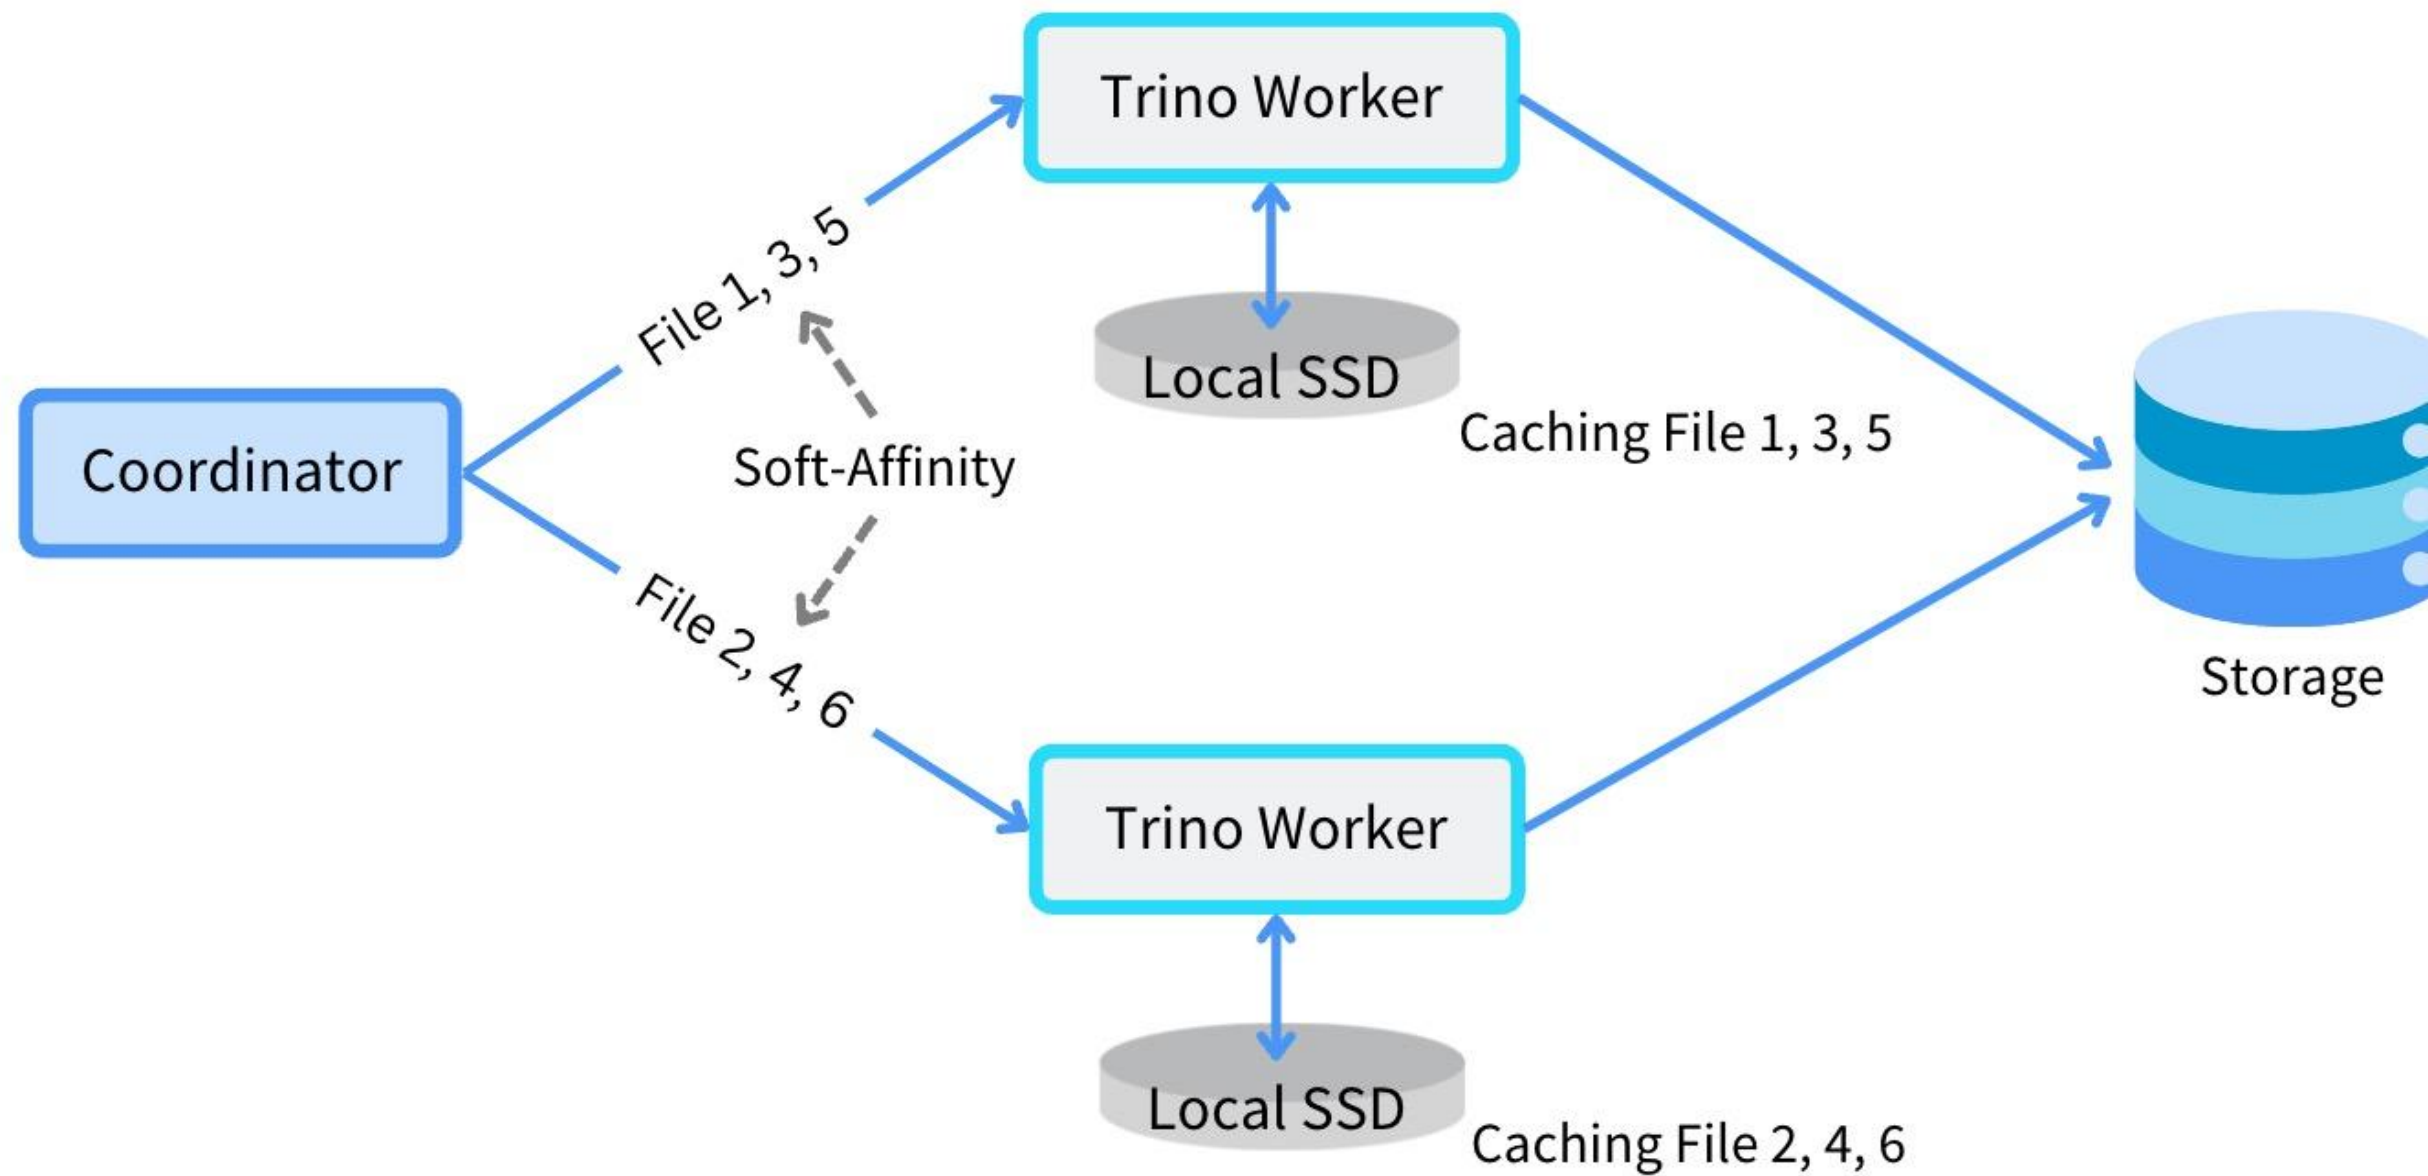 Trino Worker
File 1, 3, 5
Local SSD
Caching File 1, 3, 5
Coordinator
Soft-Affinity
File 2, 4, 6
Storage
Trino Worker
Local SSD
Caching File 2, 4, 6